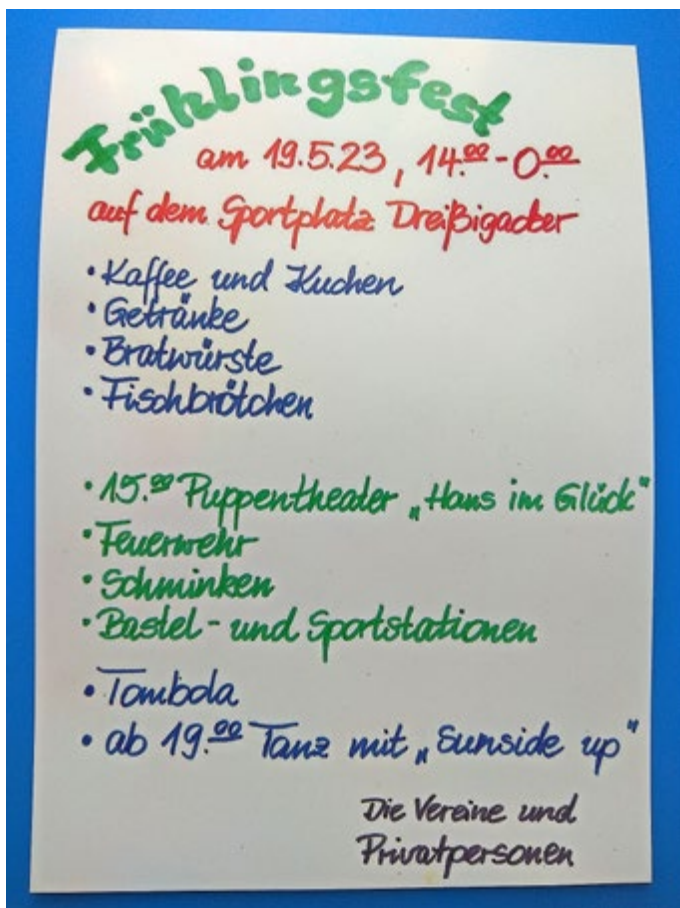 Frühlingsfest
am 19.5.23, 14.00-0.00
auf dem Sportplatz Dreißigacker
• Kaffee und Kuchen
• Getränke
• Bratwürste
• Fischbrötchen
• 15.00 Puppentheater „Hans im Glück"
• Feuerwehr
• Schminken
• Bastel- und Sportstationen
• Tombola
• ab 19.00 Tanz mit „Sunside up"
Die Vereine und
Privatpersonen